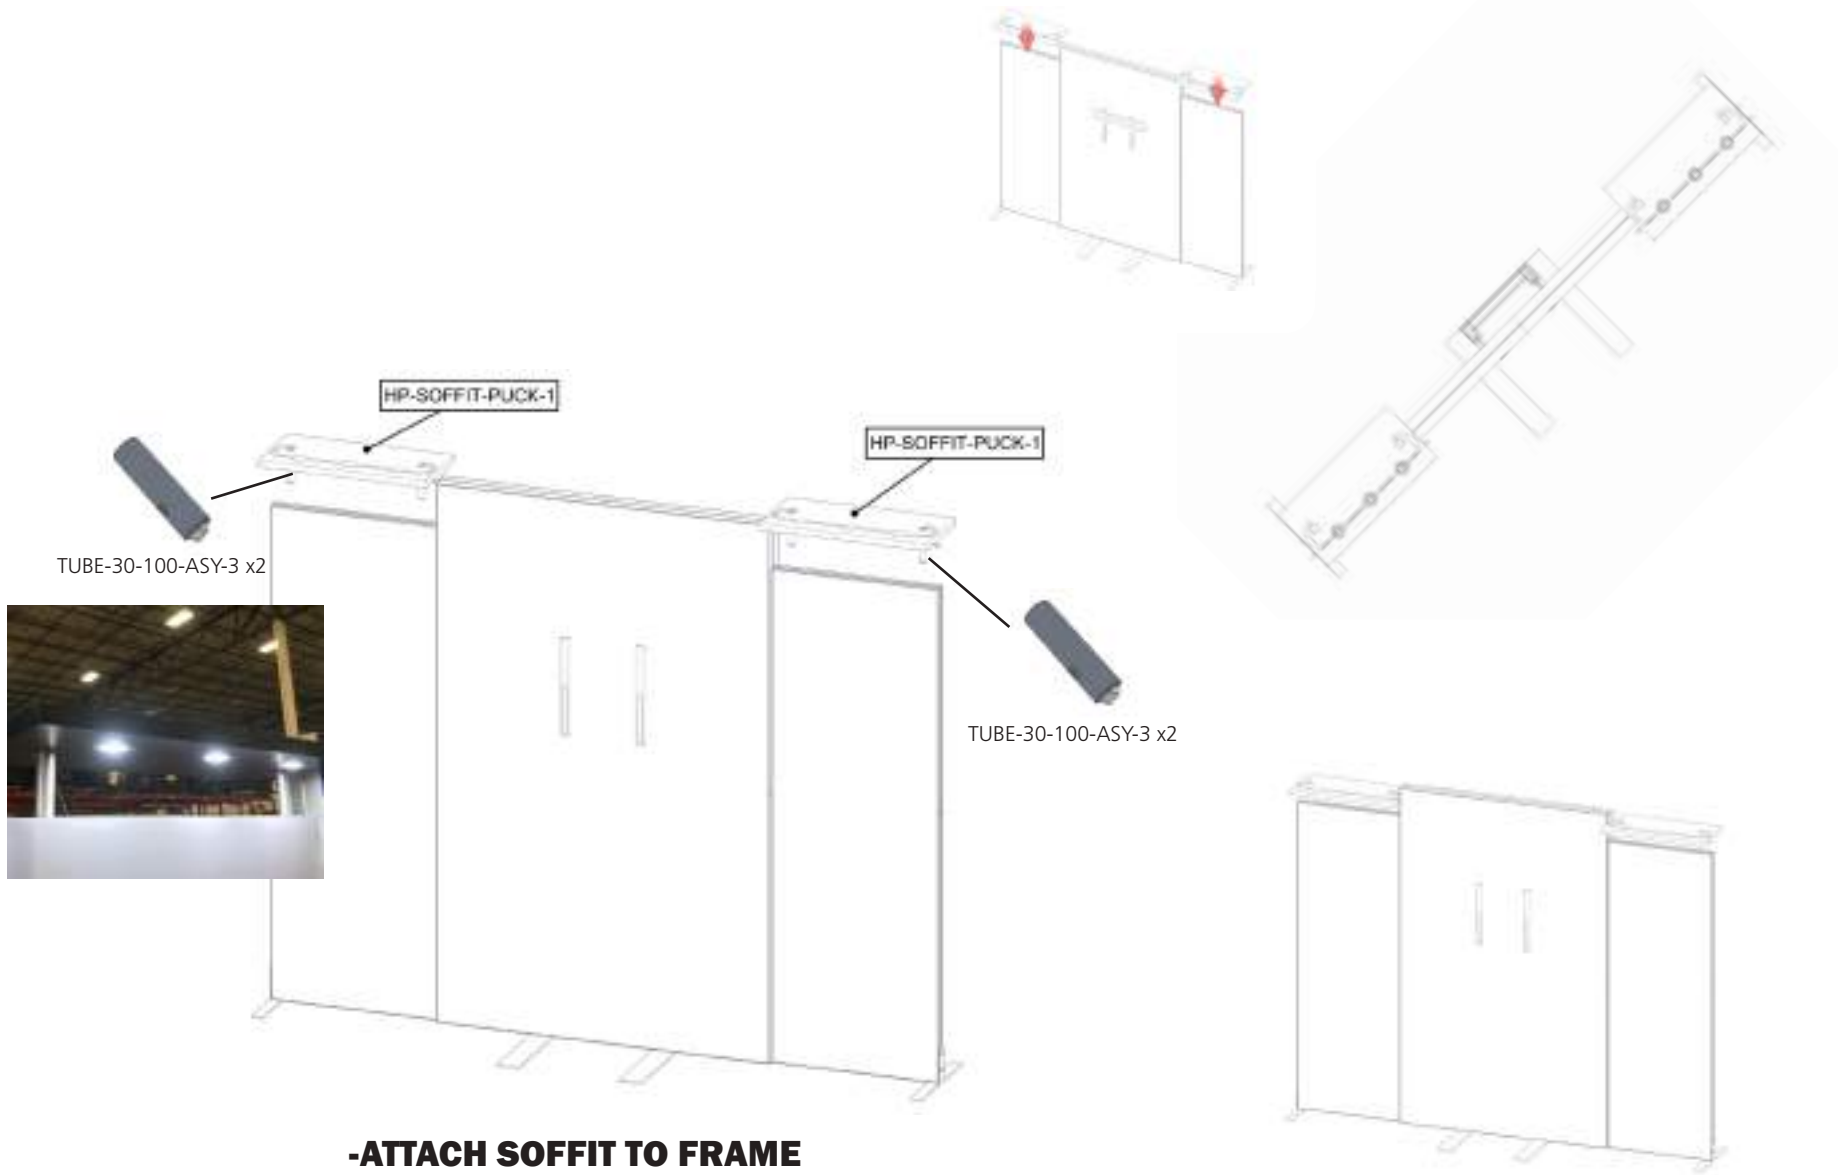 HP-SOFFIT-PUCK-1
HP-SOFFIT-PUCK-1
TUBE-30-100-ASY-3 x2
TUBE-30-100-ASY-3 x2
-ATTACH SOFFIT TO FRAME